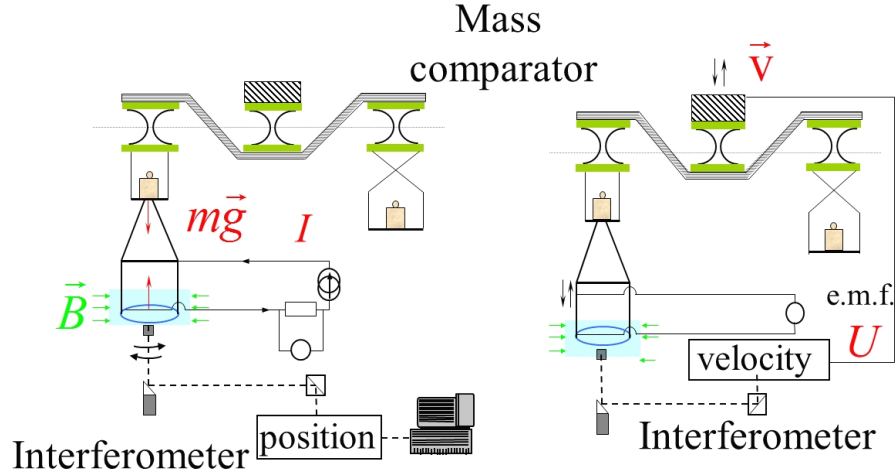 Mass
comparator
V
mg
I
B
e.m.f.
U
velocity
position
Interferometer
Interferometer